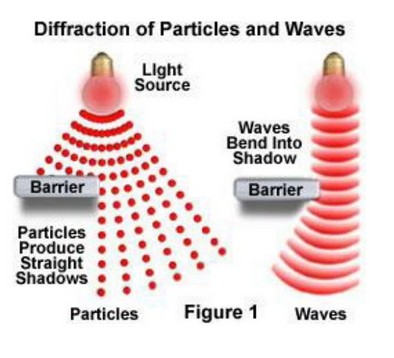 Diffraction of Particles and Waves
LIght
Source
Waves
Bend Into
Shadow
Barrier
Barrier
Particles
Produce
Straight
Shadows
Particles
Figure 1
Waves